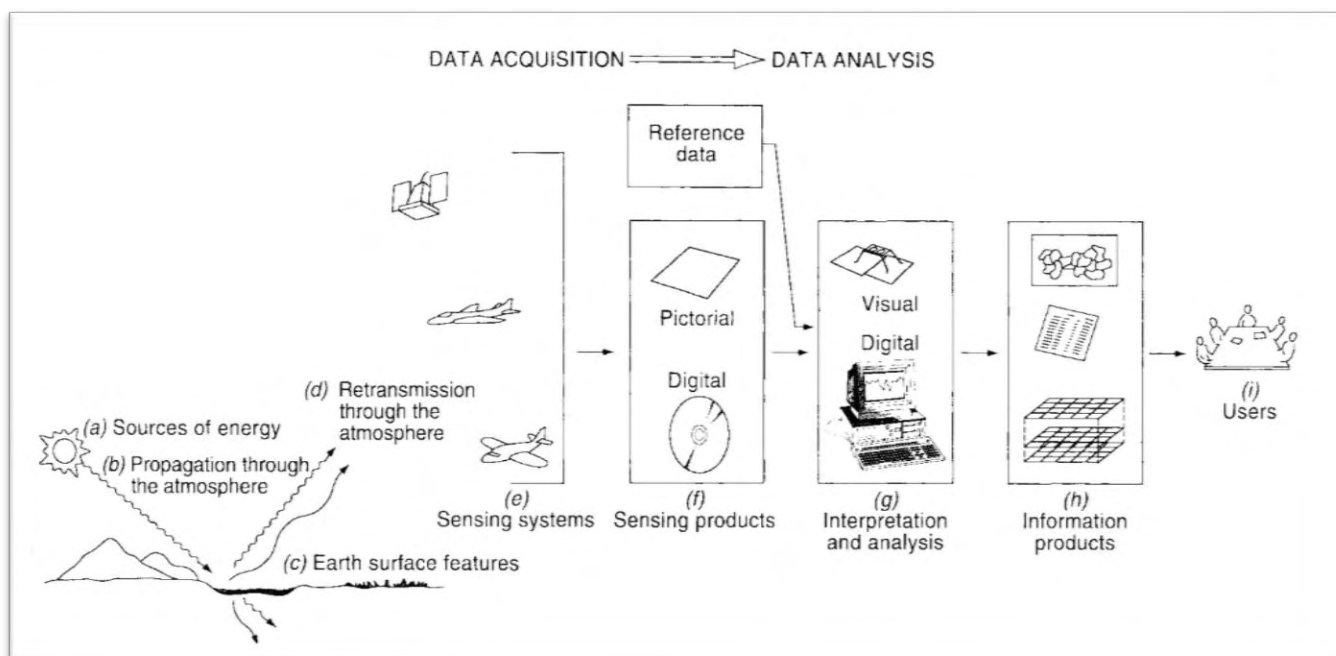 DATA ACQUISITION
DATA ANALYSIS
Reference
data
(a) Sources of energy
(b) Propagation through
the atmosphere
(c) Earth surface features
(d) Retransmission
through the
atmosphere
(e)
Sensing systems
Pictorial
Digital
(f)
Sensing products
Visual
Digital
(g)
Interpretation
and analysis
(h)
Information
products
(i)
Users